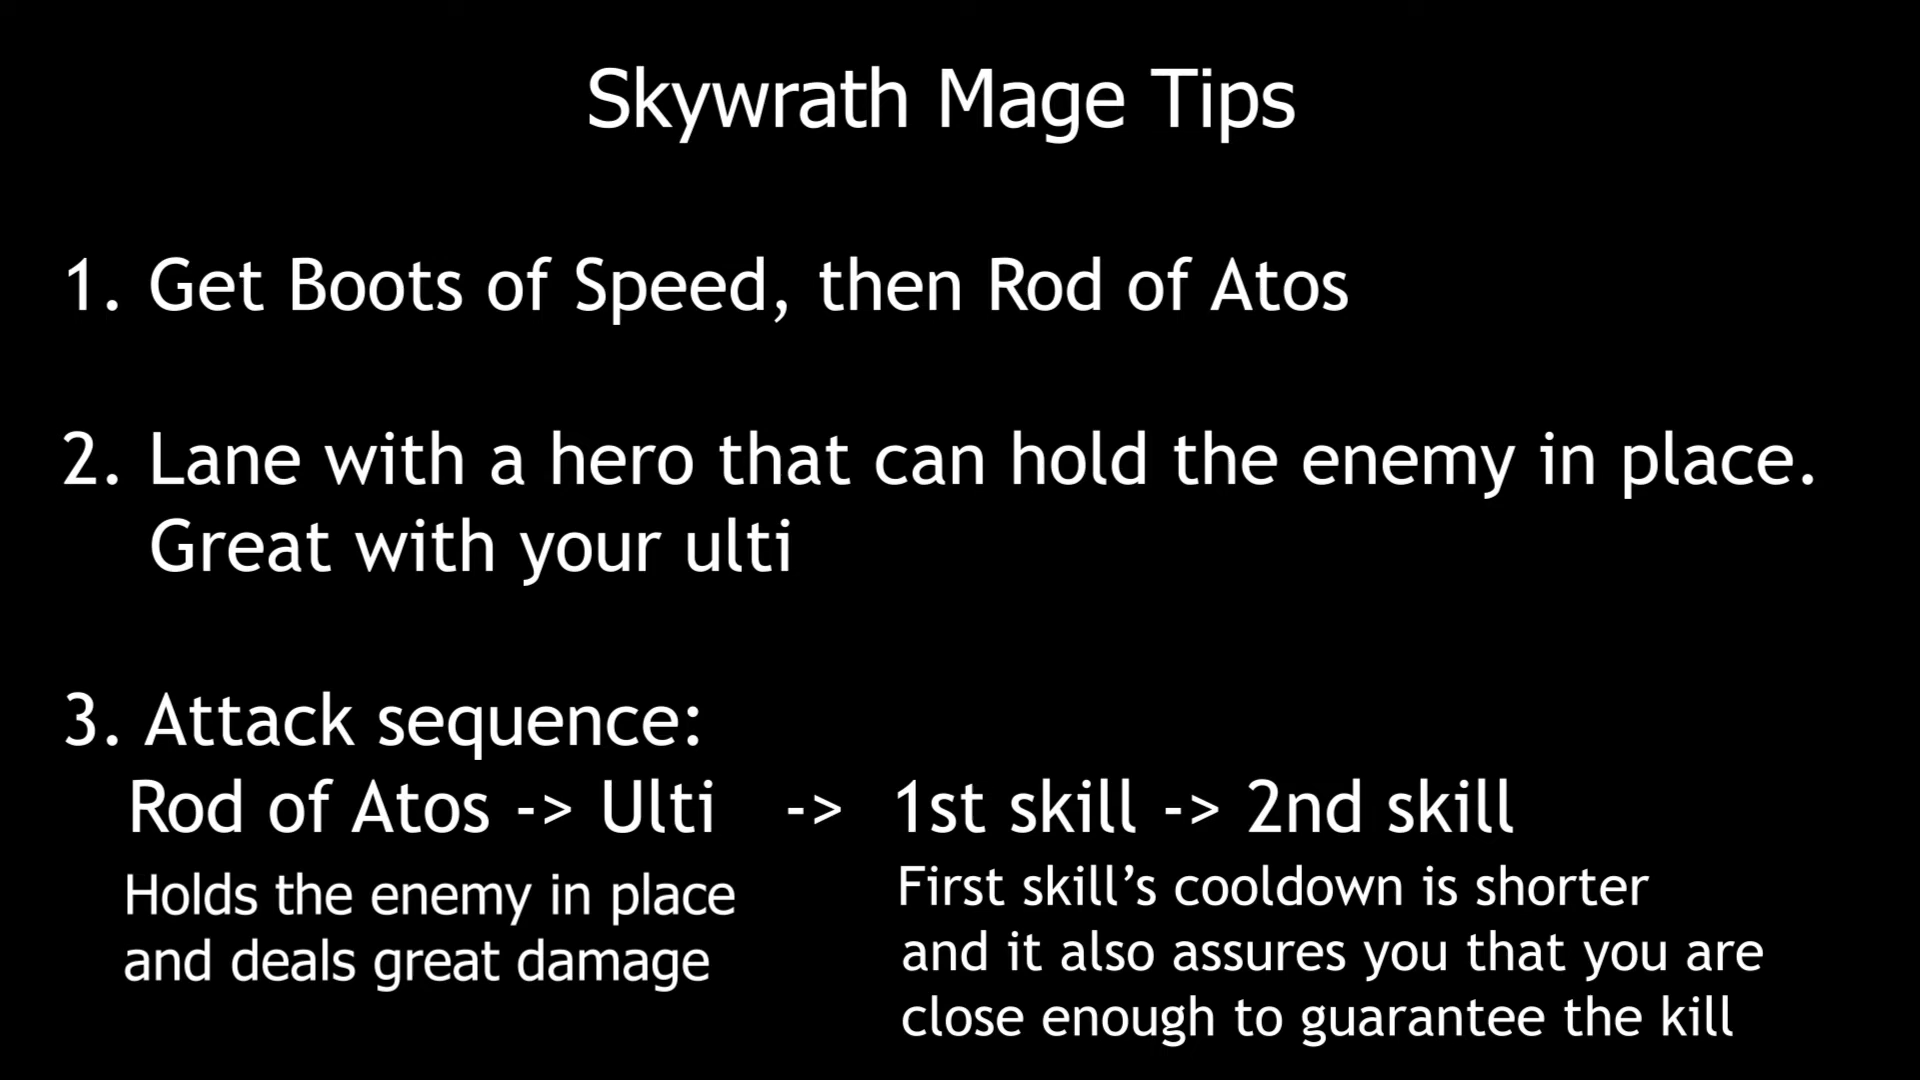 Skywrath Mage Tips
1. Get Boots of Speed, then Rod of Atos
2. Lane with a hero that can hold the enemy in place.
Great with your ulti
3. Attack sequence:
Rod of Atos -> Ulti -> 1st skill -> 2nd skill
Holds the enemy in place
and deals great damage
First skill’s cooldown is shorter
and it also assures you that you are
close enough to guarantee the kill